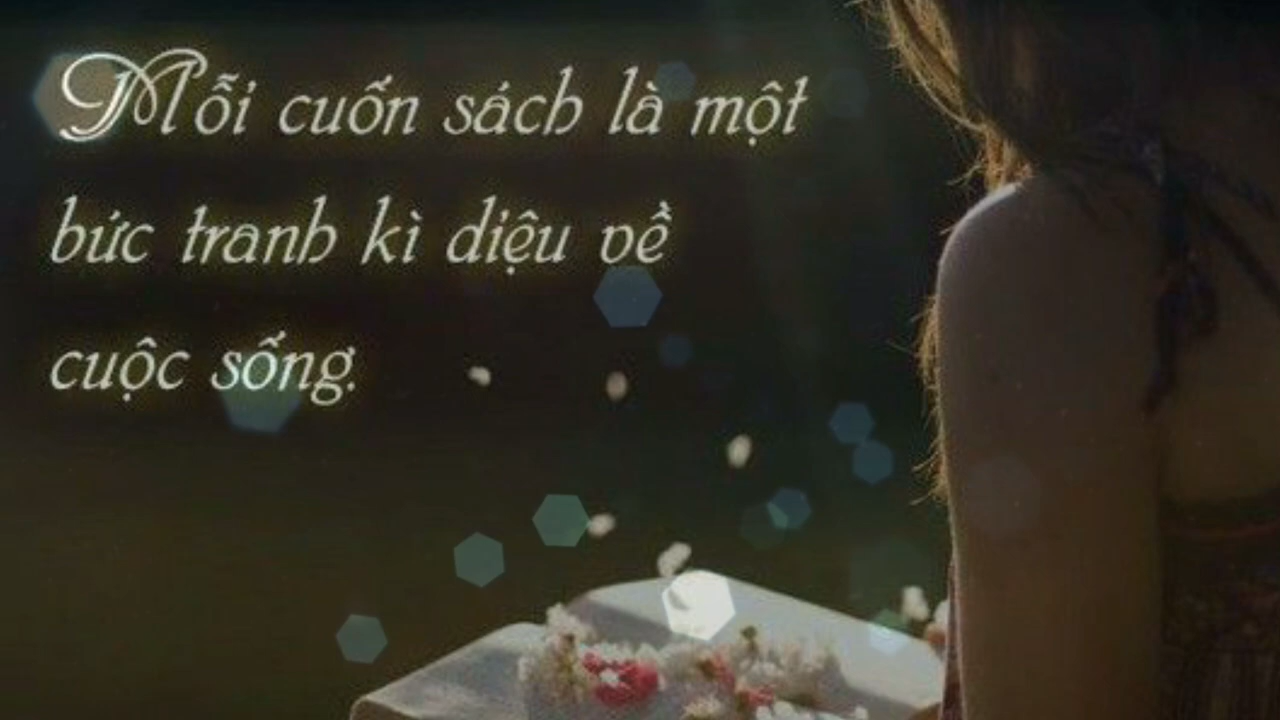 Mỗi cuốn sách là một
bức tranh kì diệu về
cuộc sống.